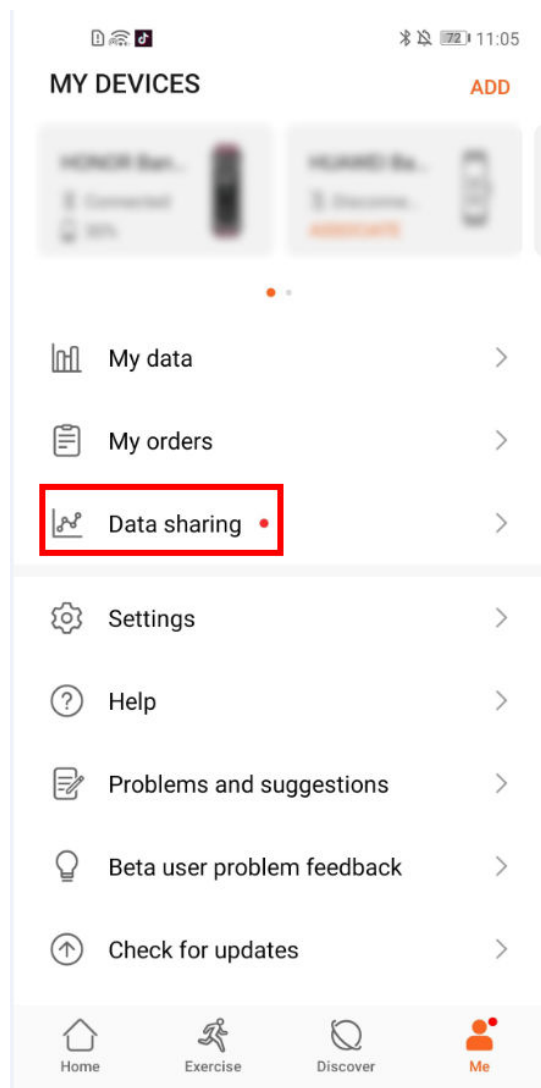 72 11:05
MY DEVICES ADD
My data
My orders
Data sharing
Settings
Help
Problems and suggestions
Beta user problem feedback
Check for updates
Home Exercise Discover Me